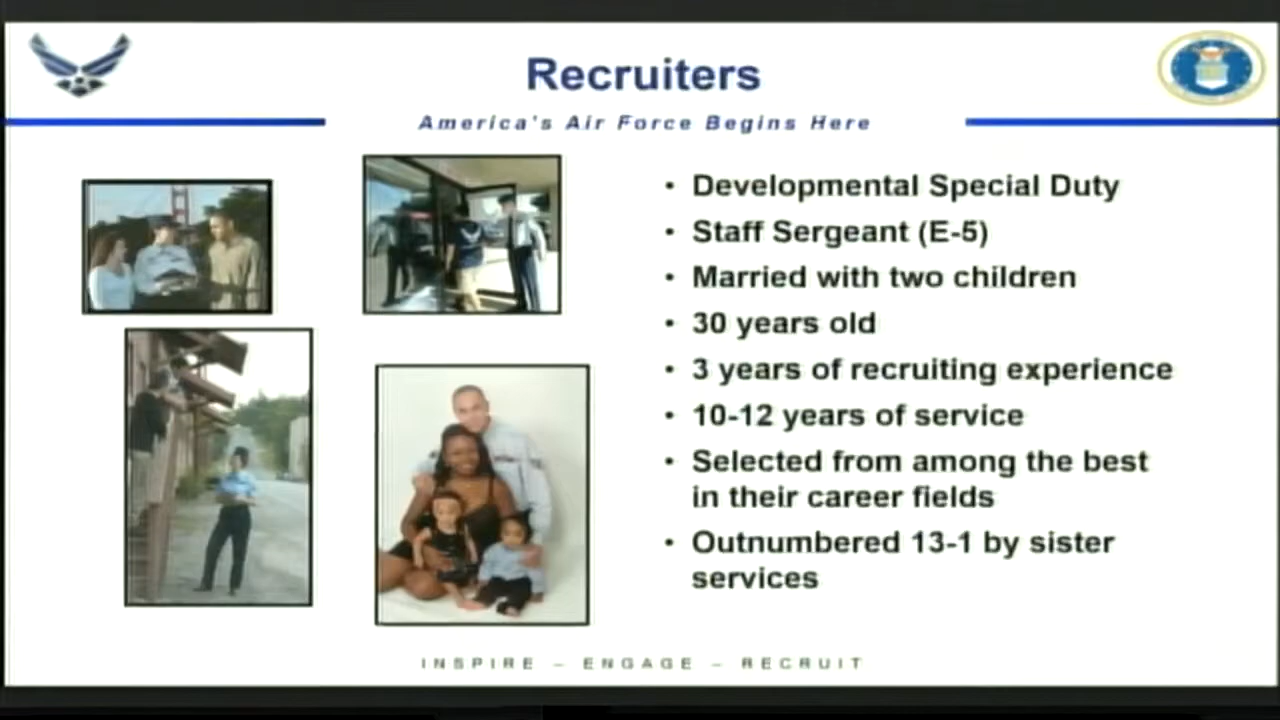 Recruiters
America's Air Force Begins Here
• Developmental Special Duty
• Staff Sergeant (E-5)
• Married with two children
• 30 years old
• 3 years of recruiting experience
• 10-12 years of service
• Selected from among the best
in their career fields
• Outnumbered 13-1 by sister
services
INSPIRE – ENGAGE – RECRUIT